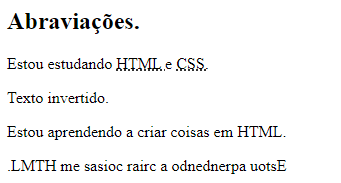 Abraviações.
Estou estudando HTML e CSS.
Texto invertido.
Estou aprendendo a criar coisas em HTML.
.LMTH me sasioc rairc a odnednerpa uotsE